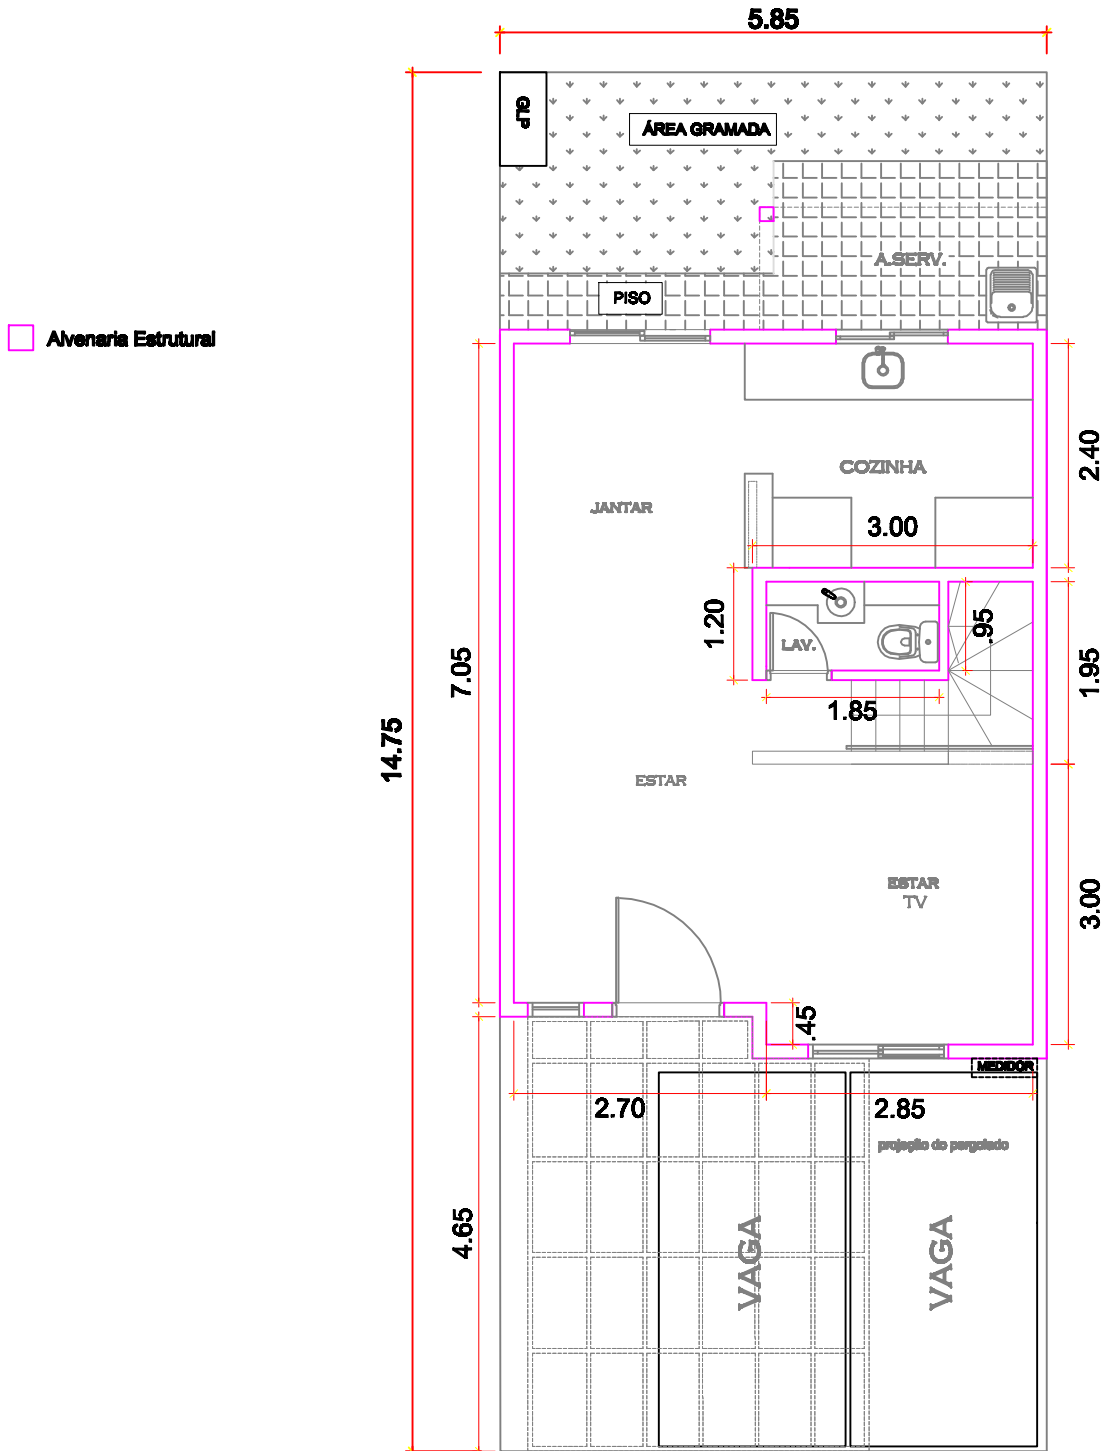 5.85
GLP
ÁREA GRAMADA
A.SERV.
PISO
Alvenaria Estrutural
COZINHA
2.40
JANTAR
3.00
1.20
LAV.
.95
7.05
1.95
1.85
14.75
ESTAR
ESTAR
TV
3.00
.45
MEDIDOR
2.70
2.85
projeção do pergolado
4.65
VAGA
VAGA